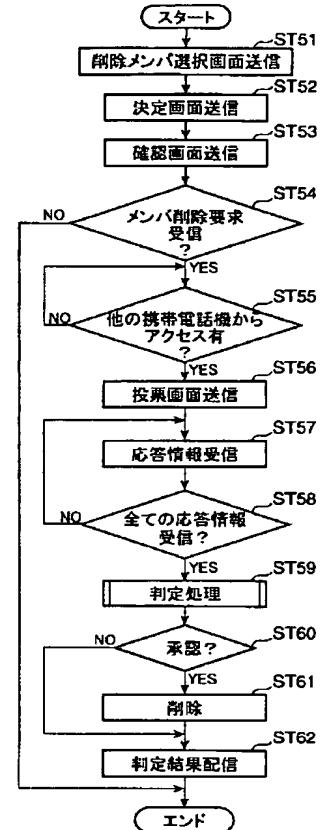 スタート
ST51
削除メンバ選択画面送信
ST52
決定画面送信
ST53
確認画面送信
ST54
NO
メンバ削除要求
受信
?
YES
ST55
他の携帯電話機から
アクセス有
?
NO
YES
ST56
投票画面送信
ST57
応答情報受信
ST58
全ての応答情報
受信?
NO
YES
ST59
判定処理
ST60
NO
承認?
YES
ST61
削除
ST62
判定結果配信
エンド